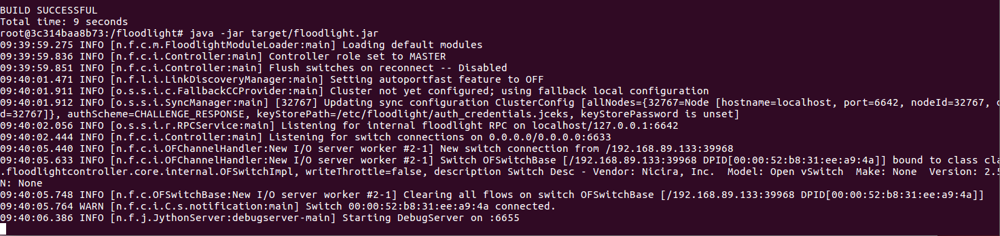 BUILD SUCCESSFUL
Total time: 9 seconds
root@3c314baa8b73:/floodlight# java -jar target/floodlight.jar
09:39:59.275 INFO [n.f.c.m.FloodlightModuleLoader:main] Loading default modules
09:39:59.836 INFO [n.f.c.i.Controller:main] Controller role set to MASTER
09:39:59.851 INFO [n.f.c.i.Controller:main] Flush switches on reconnect -- Disabled
09:40:01.471 INFO [n.f.l.i.LinkDiscoveryManager:main] Setting autoportfast feature to OFF
09:40:01.911 INFO [o.s.s.i.c.FallbackCCProvider:main] Cluster not yet configured; using fallback local configuration
09:40:01.912 INFO [o.s.s.i.SyncManager:main] [32767] Updating sync configuration ClusterConfig [allNodes={32767=Node [hostname=localhost, port=6642, nodeId=32767,
d=32767]}, authScheme=CHALLENGE_RESPONSE, keyStorePath=/etc/floodlight/auth_credentials.jceks, keyStorePassword is unset]
09:40:02.056 INFO [o.s.s.i.r.RPCService:main] Listening for internal floodlight RPC on localhost/127.0.0.1:6642
09:40:02.444 INFO [n.f.c.i.Controller:main] Listening for switch connections on 0.0.0.0/0.0.0.0:6633
09:40:05.440 INFO [n.f.c.i.OFChannelHandler:New I/O server worker #2-1] New switch connection from /192.168.89.133:39968
09:40:05.633 INFO [n.f.c.i.OFChannelHandler:New I/O server worker #2-1] Switch OFSwitchBase [/192.168.89.133:39968 DPID[00:00:52:b8:31:ee:a9:4a]] bound to class cla
.floodlightcontroller.core.internal.OFSwitchImpl, writeThrottle=false, description Switch Desc - Vendor: Nicira, Inc.  Model: Open vSwitch  Make: None  Version: 2.5
N: None
09:40:05.748 INFO [n.f.c.OFSwitchBase:New I/O server worker #2-1] Clearing all flows on switch OFSwitchBase [/192.168.89.133:39968 DPID[00:00:52:b8:31:ee:a9:4a]]
09:40:05.764 WARN [n.f.c.i.C.s.notification:main] Switch 00:00:52:b8:31:ee:a9:4a connected.
09:40:06.386 INFO [n.f.j.JythonServer:debugserver-main] Starting DebugServer on :6655